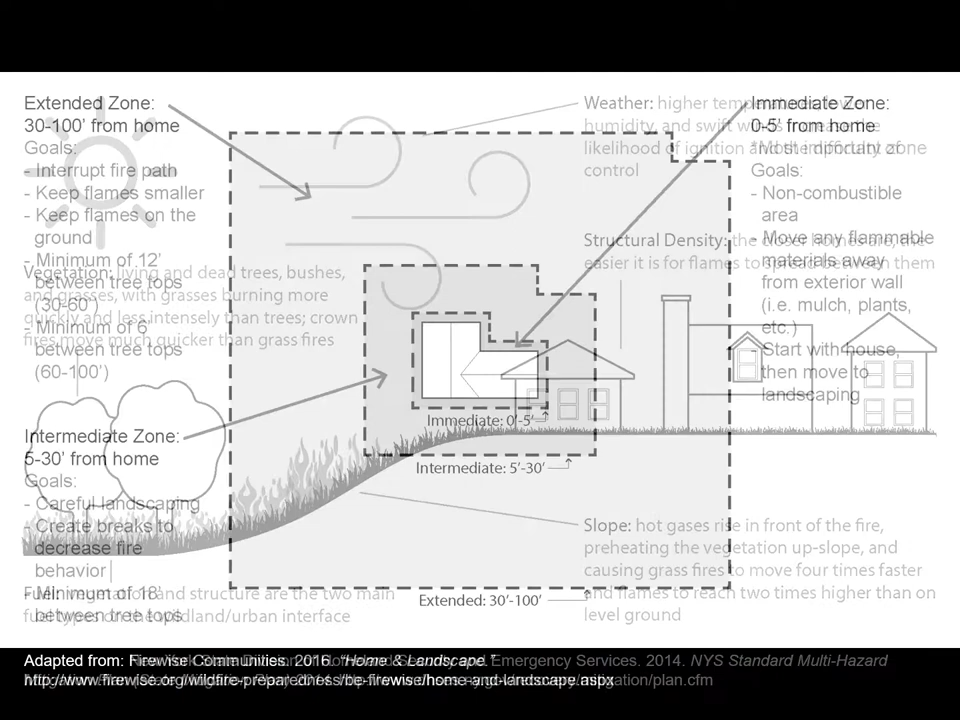 Extended Zone:
30-100' from home
Goals:
- Interrupt fire path
- Keep flames smaller
- Keep flames on the
ground
- Minimum of 12'
between tree tops
(30-60')
- Minimum of 6'
between tree tops
(60-100')
Intermediate Zone:
5-30' from home
Goals:
- Careful landscaping
- Create breaks to
decrease fire
behavior
- Minimum of 18'
between tree tops
Immediate Zone:
0-5' from home
*Most important zone
Goals:
- Non-combustible
area
- Move any flammable
materials away
from exterior wall
(i.e. mulch, plants,
etc.)
- Start with house,
then move to
landscaping
Immediate: 0'-5'
Intermediate: 5'-30'
Extended: 30'-100'
Weather: higher
humidity, and swift
likelihood of ignition and the difficulty of
control
Structural Density: the closer homes are, the
easier it is for flames to spread between them
Vegetation: living and dead trees, bushes,
and grasses, with grasses burning more
quickly and less intensely than trees; crown
fires move much quicker than grass fires
Slope: hot gases rise in front of the fire,
preheating the vegetation up-slope, and
causing grass fires to move four times faster
and flames to reach two times higher than on
level ground
Fuel: vegetation and structure are the two main
fuel types on the wildland/urban interface
Adapted from: Firewise Communities. 2016. "Home & Landscape."
http://www.firewise.org/wildfire-preparedness/be-firewise/home-and-landscape.aspx
Emergency Services. 2014. NYS Standard Multi-Hazard